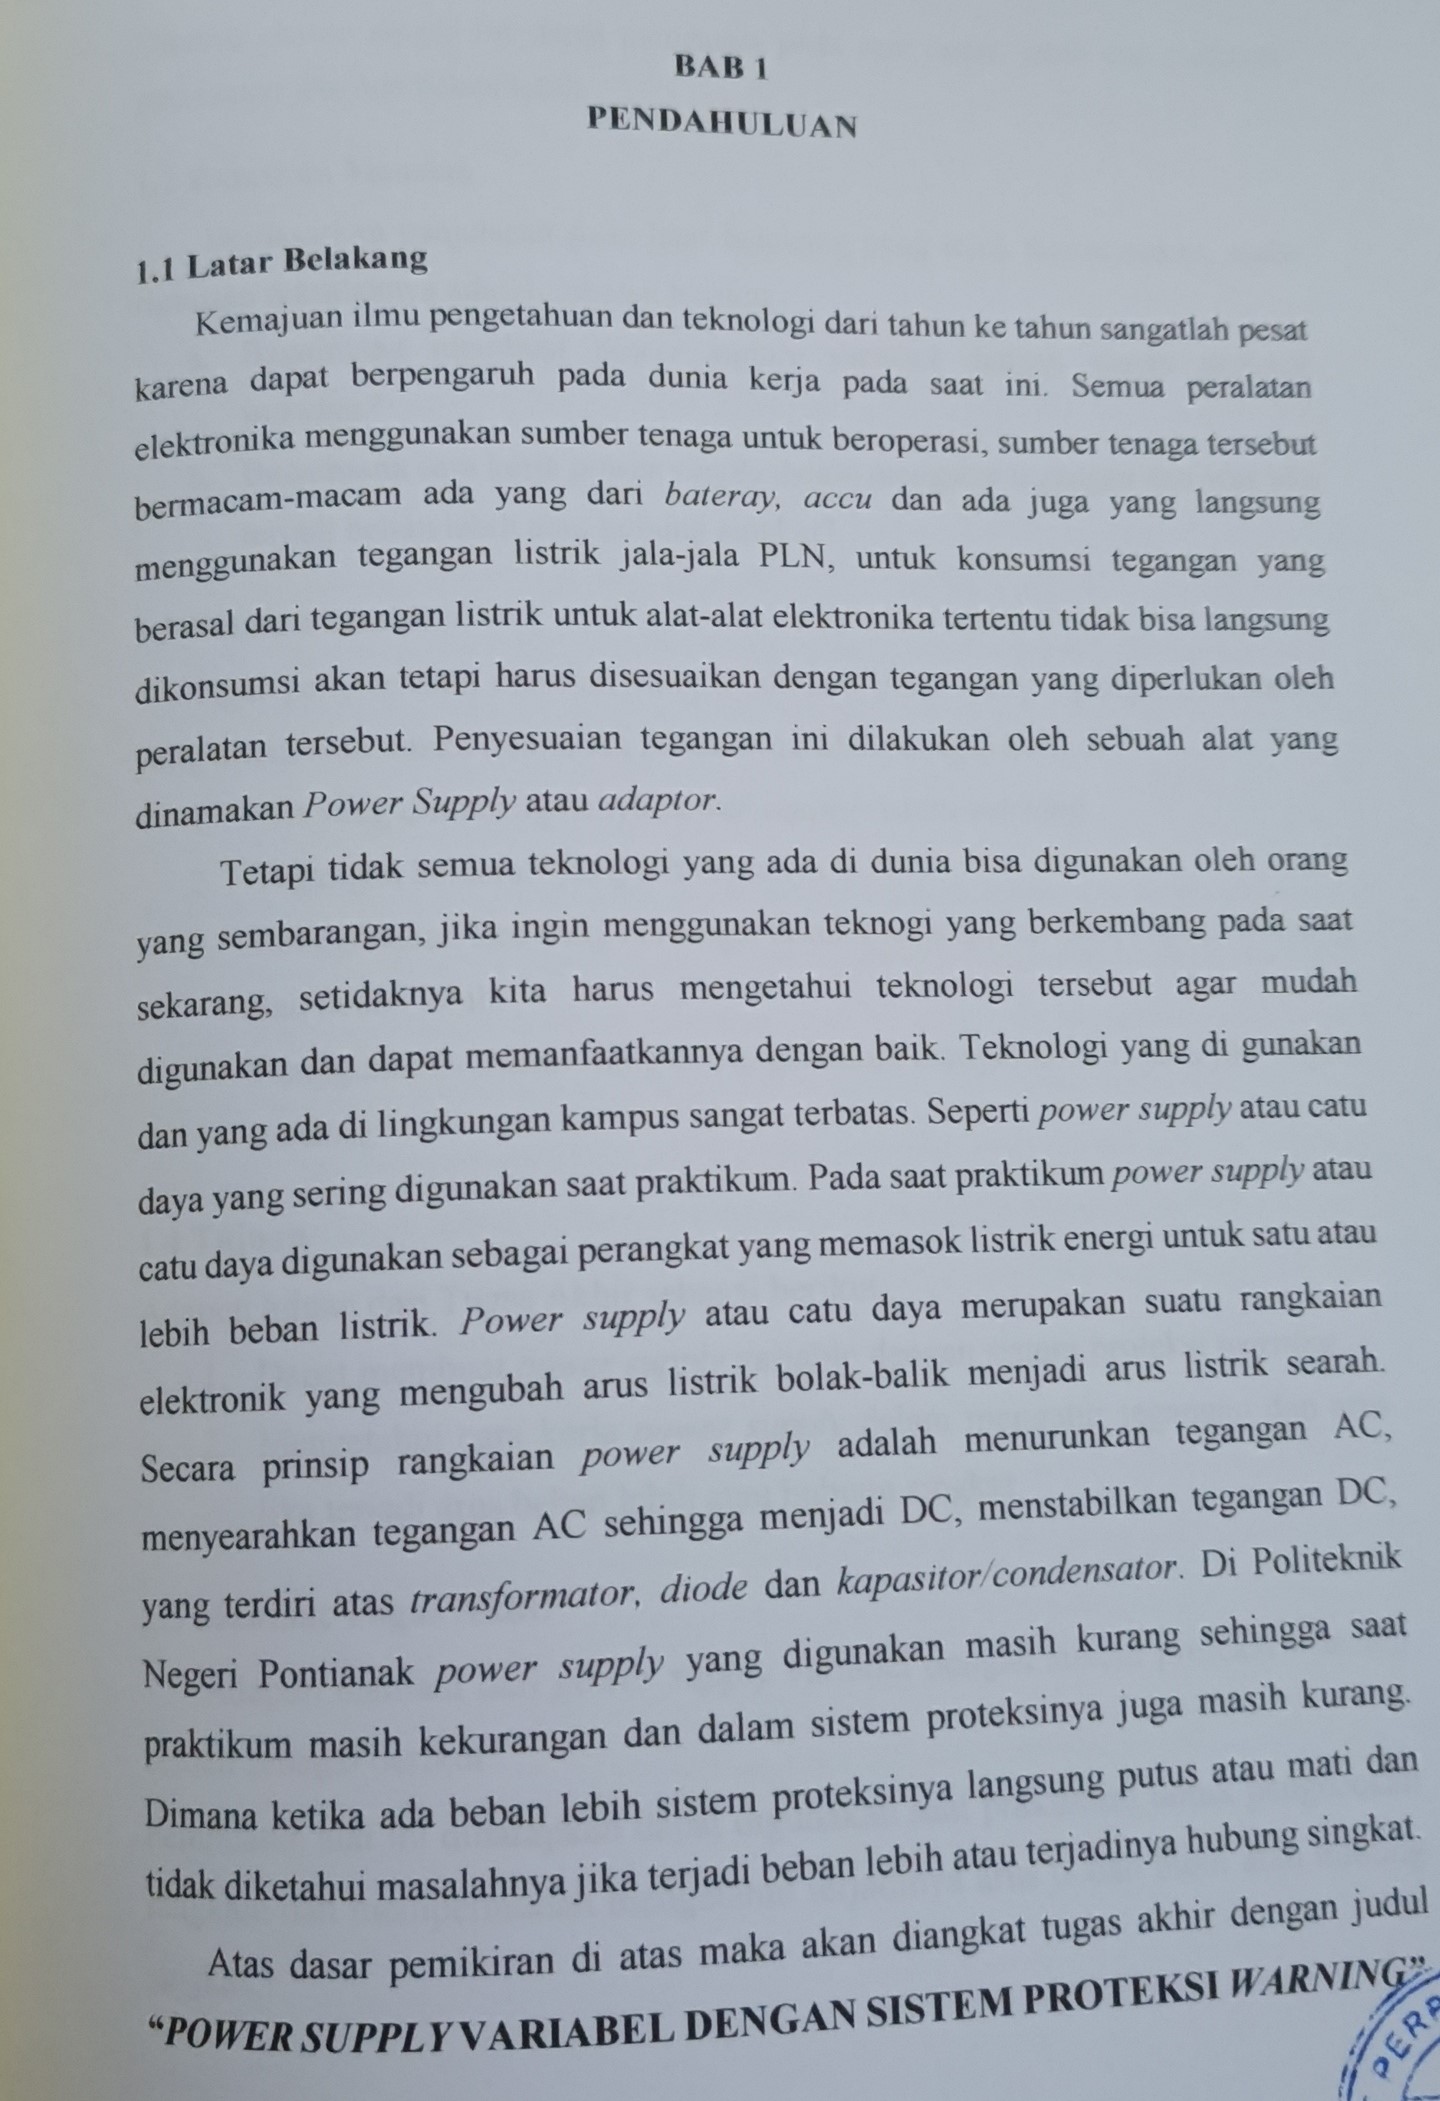 BAB 1
PENDAHULUAN
1.1 Latar Belakang
Kemajuan ilmu pengetahuan dan teknologi dari tahun ke tahun sangatlah pesat
karena dapat berpengaruh pada dunia kerja pada saat ini. Semua peralatan
elektronika menggunakan sumber tenaga untuk beroperasi, sumber tenaga tersebut
bermacam-macam ada yang dari bateray, accu dan ada juga yang langsung
menggunakan tegangan listrik jala-jala PLN, untuk konsumsi tegangan yang
berasal dari tegangan listrik untuk alat-alat elektronika tertentu tidak bisa langsung
dikonsumsi akan tetapi harus disesuaikan dengan tegangan yang diperlukan oleh
peralatan tersebut. Penyesuaian tegangan ini dilakukan oleh sebuah alat yang
dinamakan Power Supply atau adaptor.
Tetapi tidak semua teknologi yang ada di dunia bisa digunakan oleh orang
yang sembarangan, jika ingin menggunakan teknogi yang berkembang pada saat
sekarang, setidaknya kita harus mengetahui teknologi tersebut agar mudah
digunakan dan dapat memanfaatkannya dengan baik. Teknologi yang di gunakan
dan yang ada di lingkungan kampus sangat terbatas. Seperti power supply atau catu
daya yang sering digunakan saat praktikum. Pada saat praktikum power supply atau
catu daya digunakan sebagai perangkat yang memasok listrik energi untuk satu atau
lebih beban listrik. Power supply atau catu daya merupakan suatu rangkaian
elektronik yang mengubah arus listrik bolak-balik menjadi arus listrik searah.
Secara prinsip rangkaian power supply adalah menurunkan tegangan AC,
menyearahkan tegangan AC sehingga menjadi DC, menstabilkan tegangan DC,
yang terdiri atas transformator, diode dan kapasitor/condensator. Di Politeknik
Negeri Pontianak power supply yang digunakan masih kurang sehingga saat
praktikum masih kekurangan dan dalam sistem proteksinya juga masih kurang.
Dimana ketika ada beban lebih sistem proteksinya langsung putus atau mati dan
tidak diketahui masalahnya jika terjadi beban lebih atau terjadinya hubung singkat.
Atas dasar pemikiran di atas maka akan diangkat tugas akhir dengan judul
“POWER SUPPLY VARIABEL DENGAN SISTEM PROTEKSI WARNING”